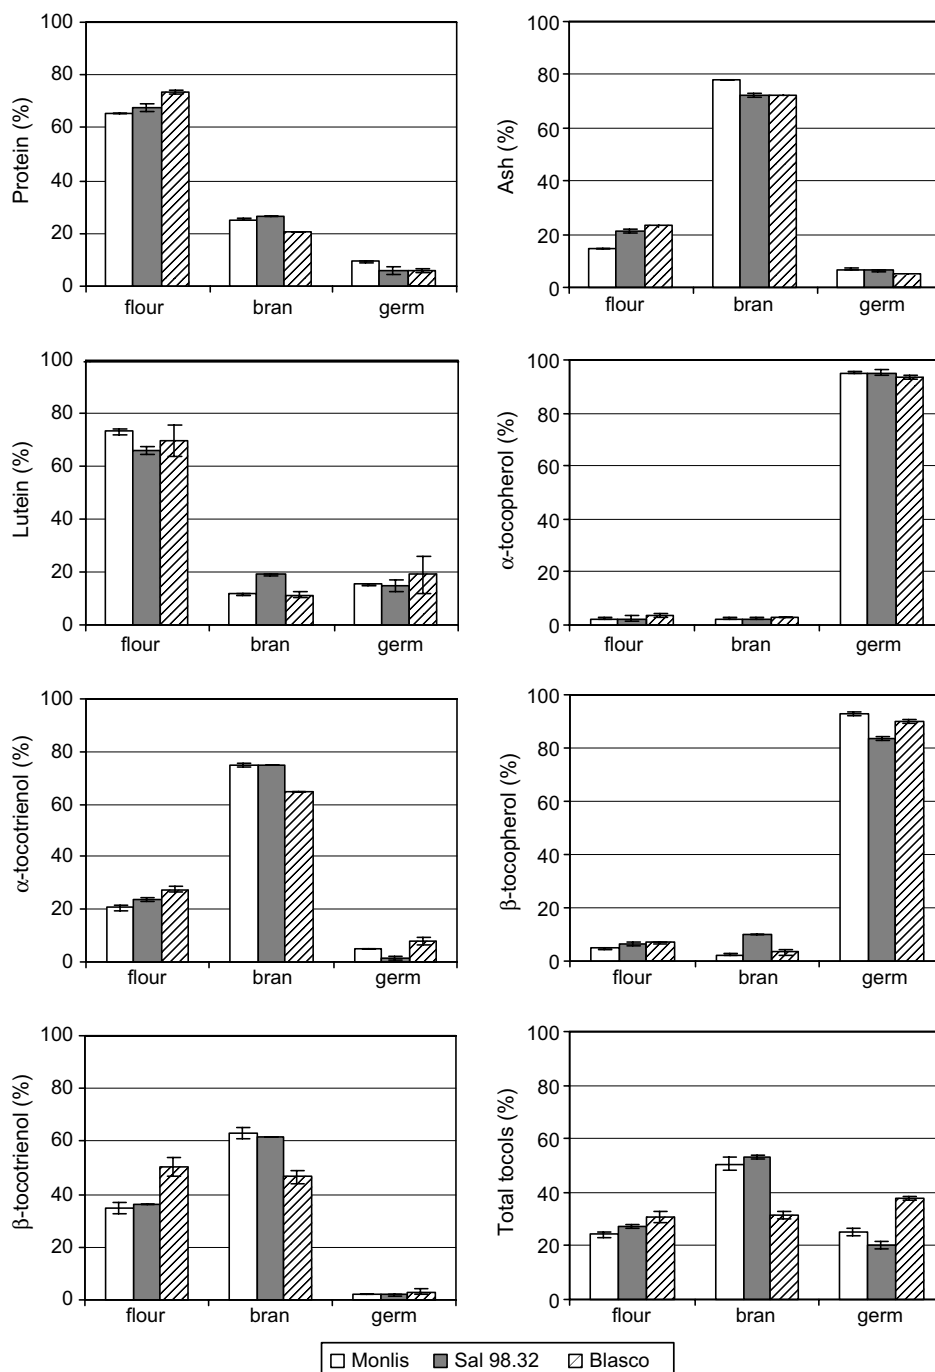 Protein (%)
100
80
60
40
20
0
flour bran germ
Ash (%)
100
80
60
40
20
0
flour bran germ
Lutein (%)
100
80
60
40
20
0
flour bran germ
α-tocopherol (%)
100
80
60
40
20
0
flour bran germ
α-tocotrienol (%)
100
80
60
40
20
0
flour bran germ
β-tocopherol (%)
100
80
60
40
20
0
flour bran germ
β-tocotrienol (%)
100
80
60
40
20
0
flour bran germ
Total tocols (%)
100
80
60
40
20
0
flour bran germ
Monlis Sal 98.32 Blasco